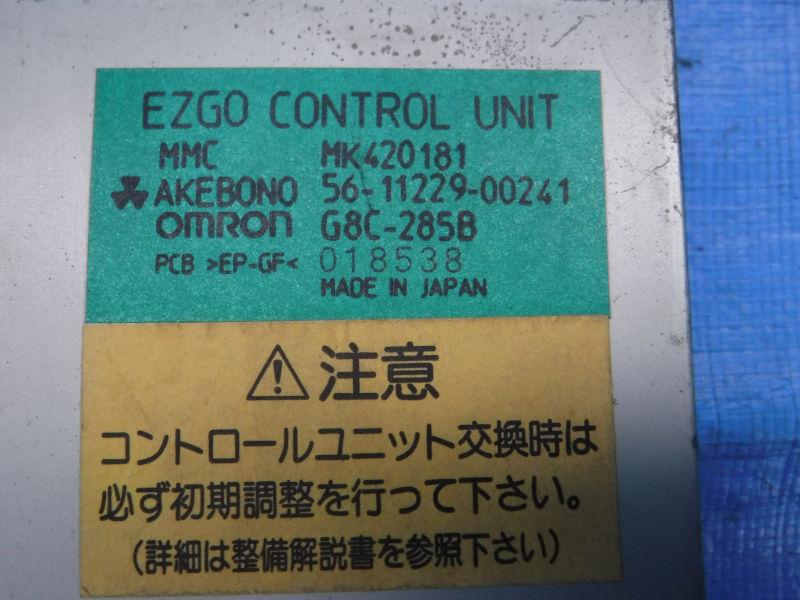 EZGO CONTROL UNIT
MMC MK420181
AKEBONO 56-11229-00241
OMRON G8C-285B
PCB >EP-GF< 018538
MADE IN JAPAN
注意
コントロールユニット交換時は
必ず初期調整を行って下さい。
(詳細は整備解説書を参照下さい)